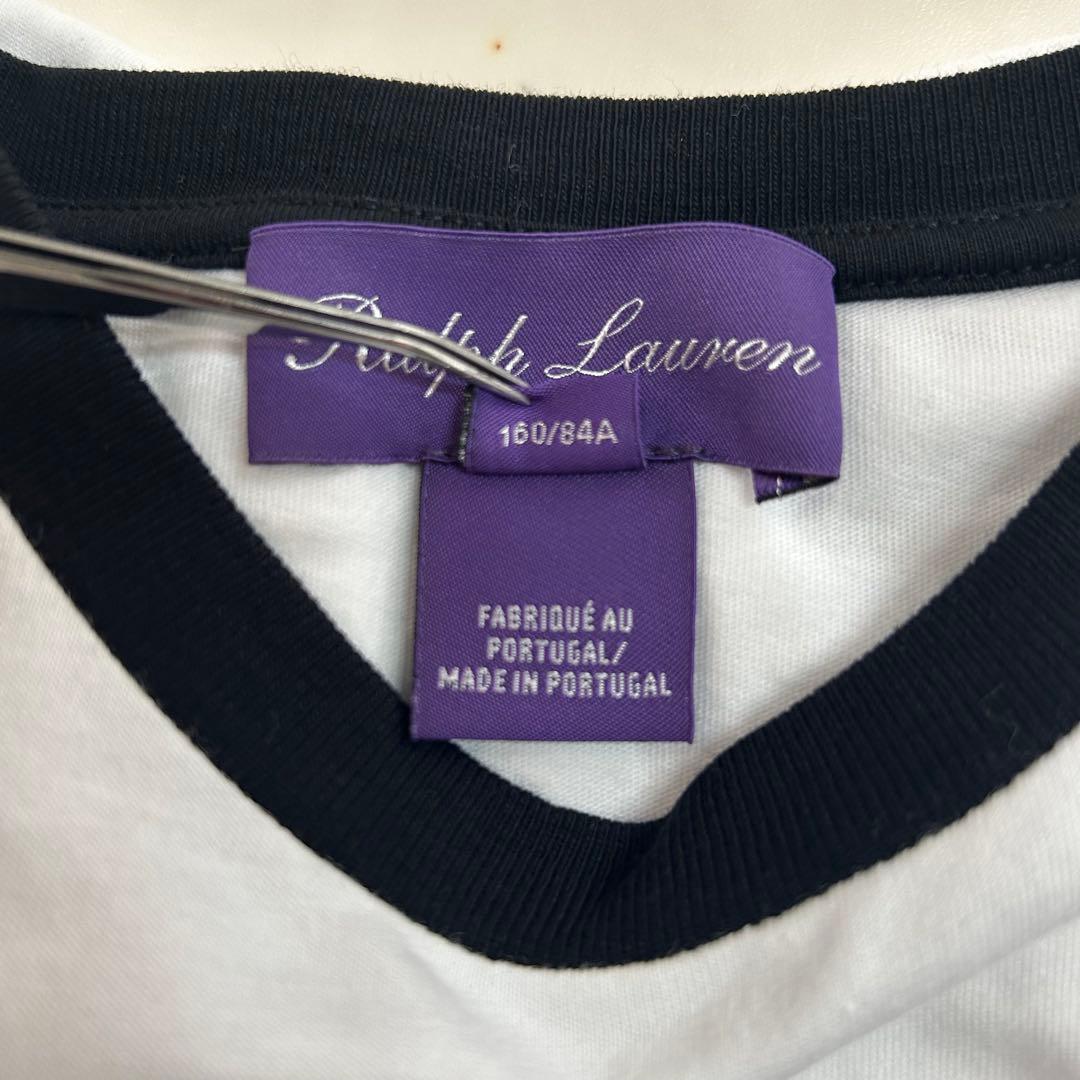 Ralph Lauren
160/84A
FABRIQUÉ AU
PORTUGAL/
MADE IN PORTUGAL